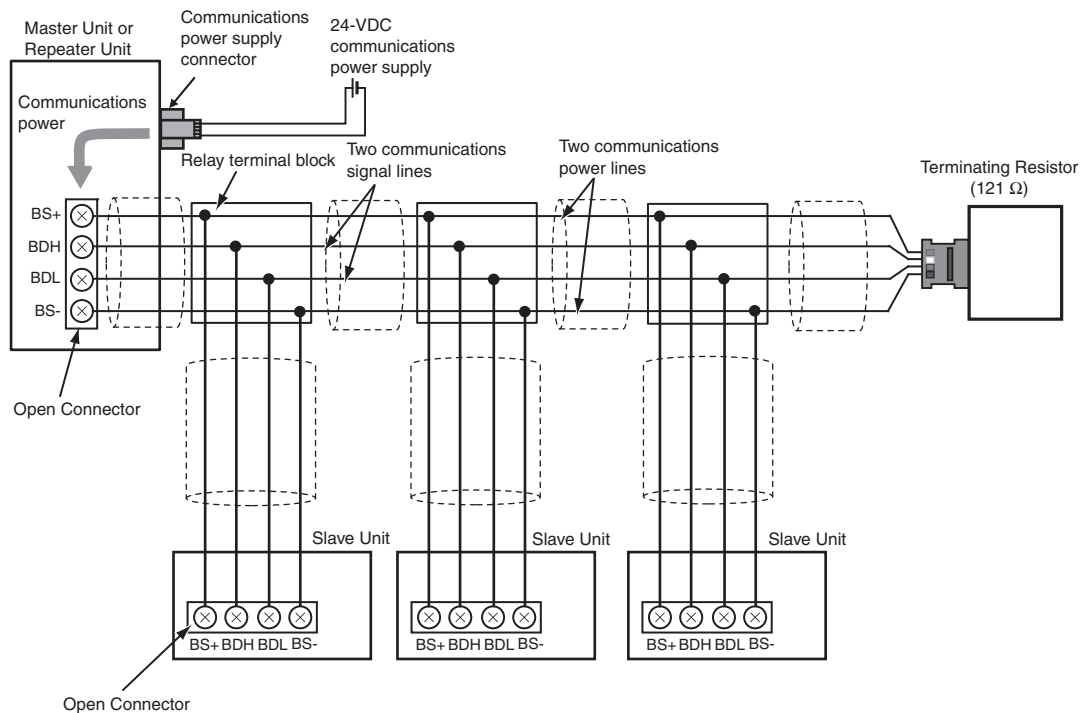 Master Unit or
Repeater Unit
Communications
power supply
connector
24-VDC
communications
power supply
Communications
power
Relay terminal block
Two communications
signal lines
Two communications
power lines
Terminating Resistor
(121 Ω)
BS+
BDH
BDL
BS-
Open Connector
Slave Unit
Slave Unit
Slave Unit
BS+ BDH BDL BS-
BS+ BDH BDL BS-
BS+ BDH BDL BS-
Open Connector